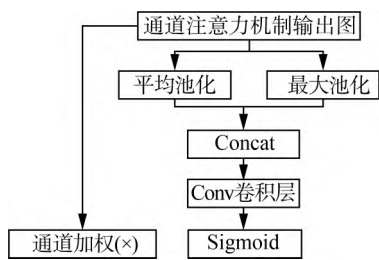 通道注意力机制输出图
平均池化
最大池化
Concat
Conv卷积层
通道加权(×)
Sigmoid